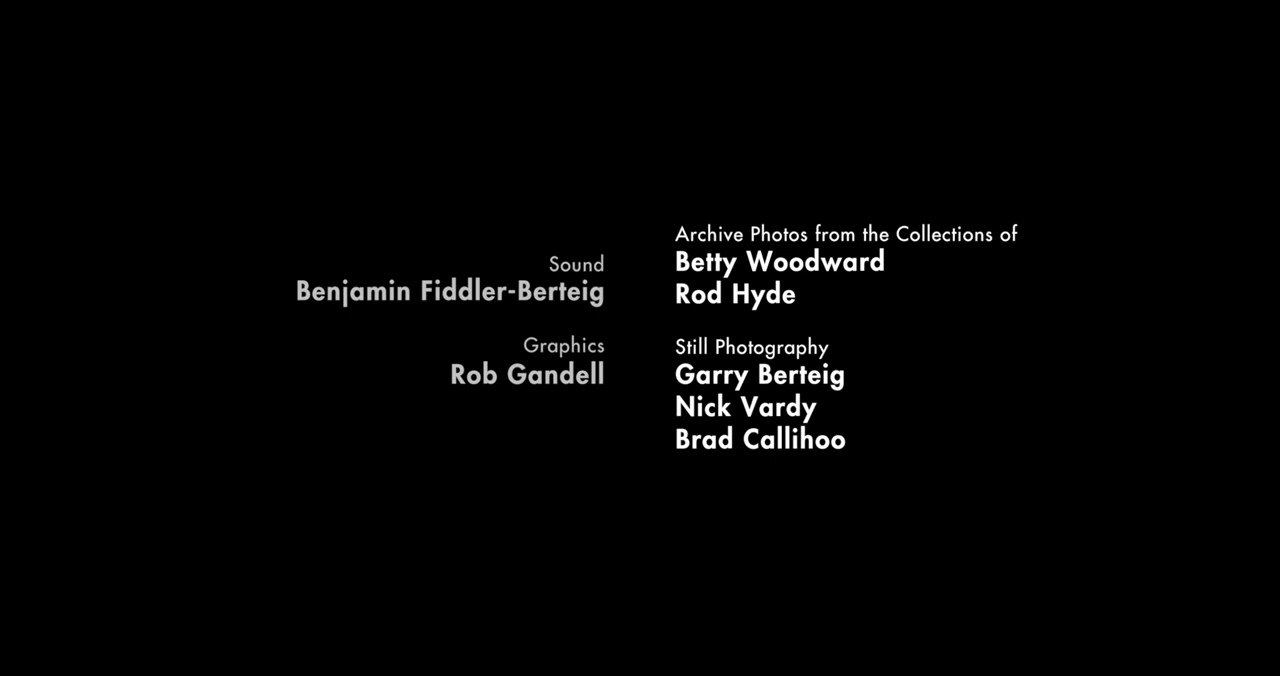 Sound
Benjamin Fiddler-Berteig
Graphics
Rob Gandell
Archive Photos from the Collections of
Betty Woodward
Rod Hyde
Still Photography
Garry Berteig
Nick Vardy
Brad Callihoo